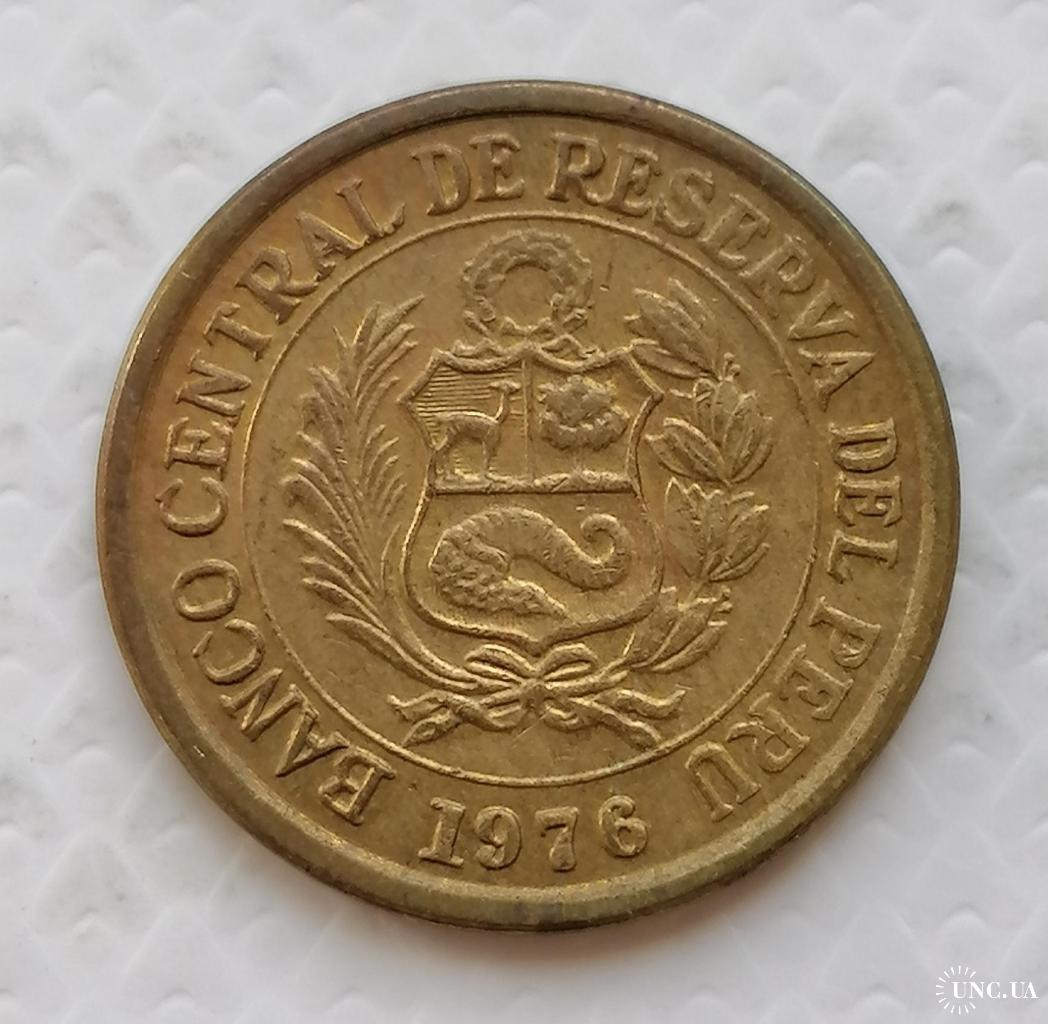 BANCO CENTRAL DE RESERVA DEL PERU
1976
UNC.UA